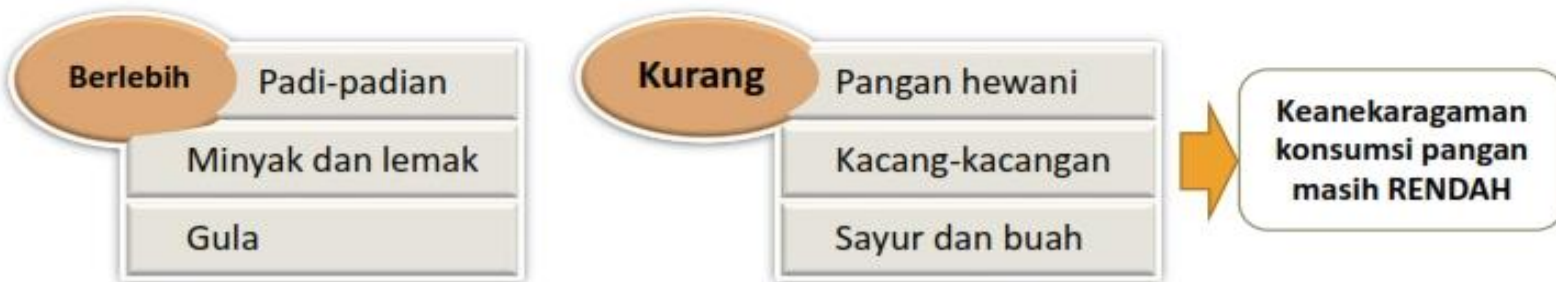 Berlebih
Padi-padian
Minyak dan lemak
Gula
Kurang
Pangan hewani
Kacang-kacangan
Sayur dan buah
Keanekaragaman
konsumsi pangan
masih RENDAH